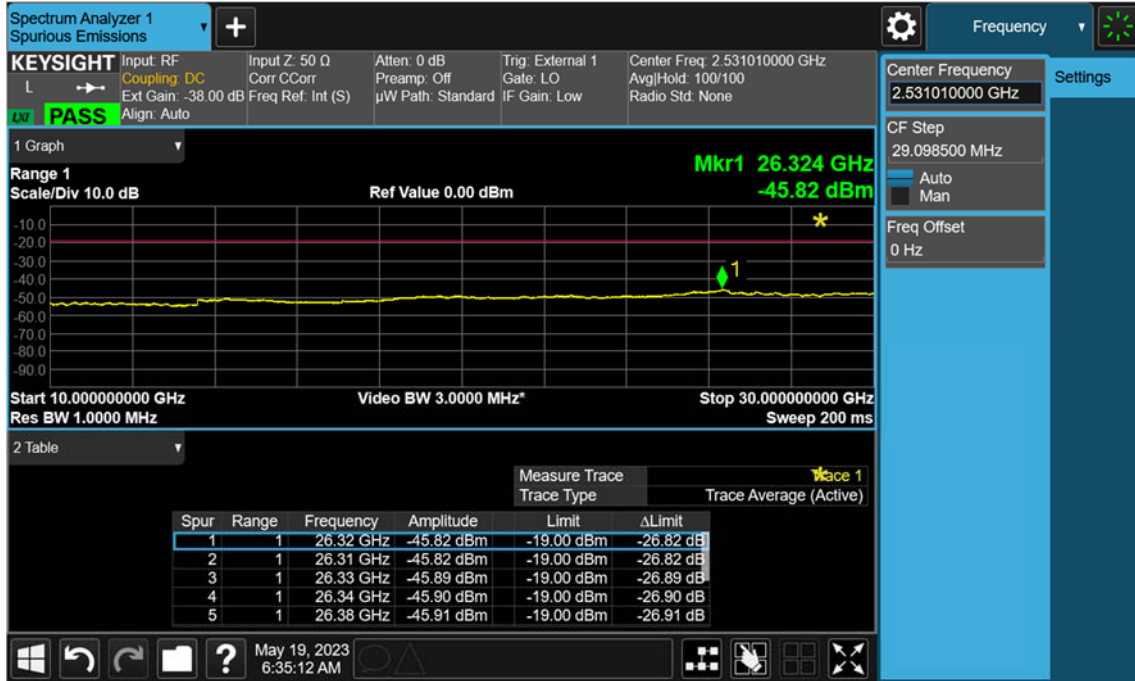 Spectrum Analyzer 1
Spurious Emissions
+
Frequency
KEYSIGHT
L
LXI
PASS
Input: RF
Coupling: DC
Ext Gain: -38.00 dB
Align: Auto
Input Z: 50 Ω
Corr CCorr
Freq Ref: Int (S)
Atten: 0 dB
Preamp: Off
µW Path: Standard
Trig: External 1
Gate: LO
IF Gain: Low
Center Freq: 2.531010000 GHz
Avg|Hold: 100/100
Radio Std: None
Center Frequency
2.531010000 GHz
Settings
CF Step
29.098500 MHz
Auto
Man
Freq Offset
0 Hz
1 Graph
Range 1
Scale/Div 10.0 dB
Ref Value 0.00 dBm
Mkr1 26.324 GHz
-45.82 dBm
-10.0
-20.0
-30.0
-40.0
-50.0
-60.0
-70.0
-80.0
-90.0
*
1
Start 10.000000000 GHz Video BW 3.0000 MHz* Stop 30.000000000 GHz
Res BW 1.0000 MHz Sweep 200 ms
2 Table
Measure Trace
Trace Type Trace Average (Active)
Spur Range Frequency Amplitude Limit ΔLimit
1 1 26.32 GHz -45.82 dBm -19.00 dBm -26.82 dB
2 1 26.31 GHz -45.82 dBm -19.00 dBm -26.82 dB
3 1 26.33 GHz -45.89 dBm -19.00 dBm -26.89 dB
4 1 26.34 GHz -45.90 dBm -19.00 dBm -26.90 dB
5 1 26.38 GHz -45.91 dBm -19.00 dBm -26.91 dB
?
May 19, 2023
6:35:12 AM